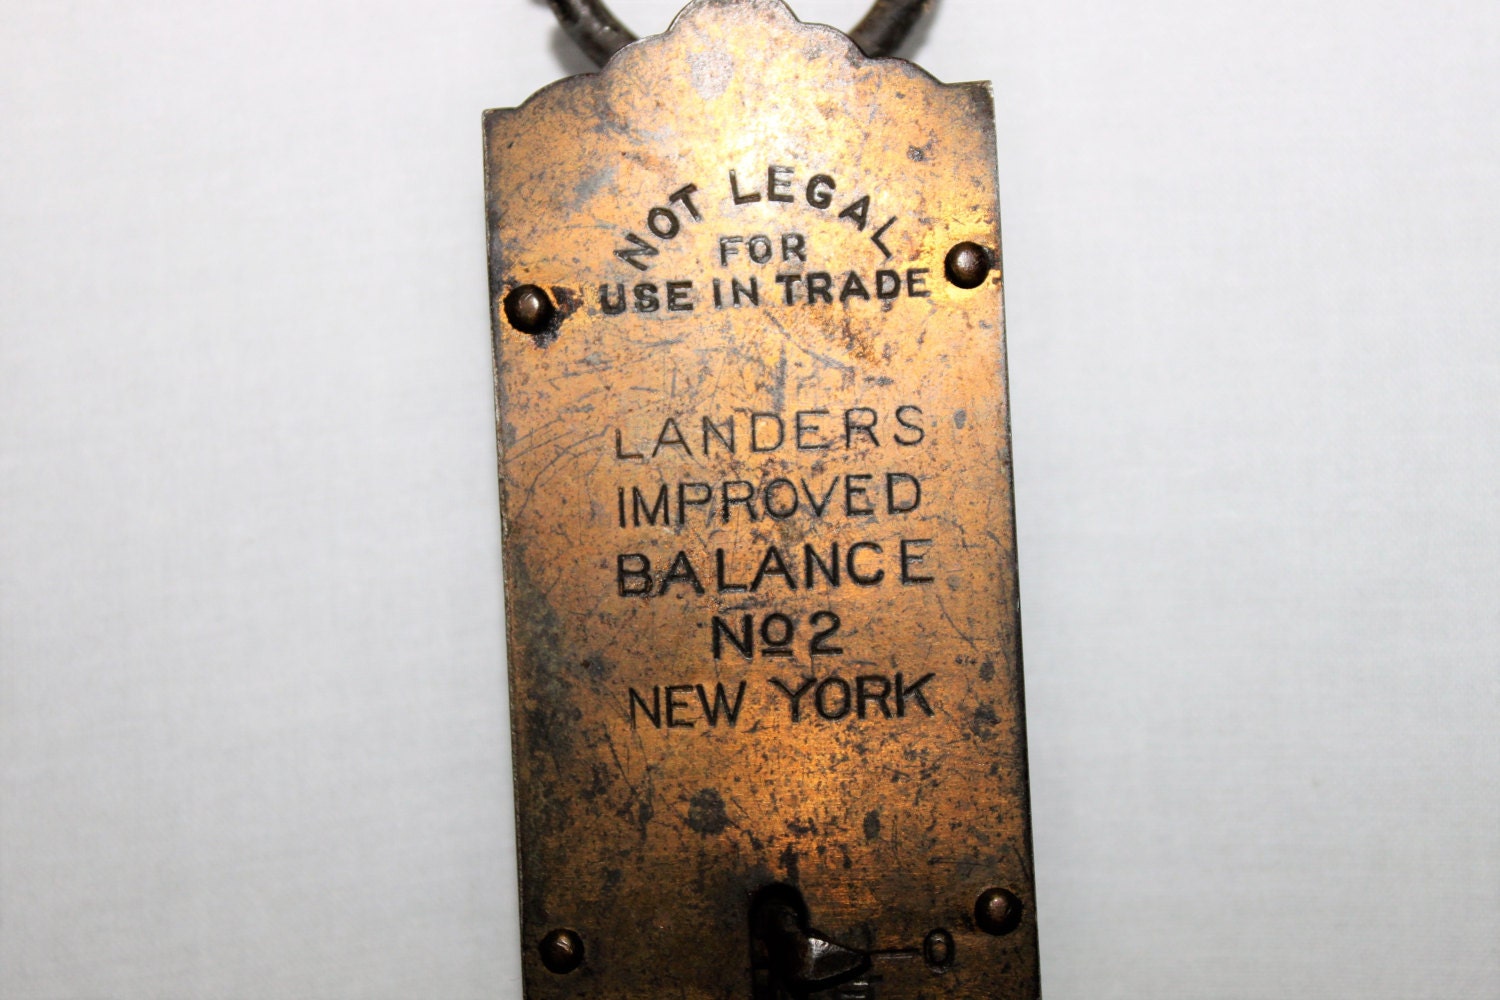 NOT LEGAL
FOR
USE IN TRADE
LANDERS
IMPROVED
BALANCE
No 2
NEW YORK
0